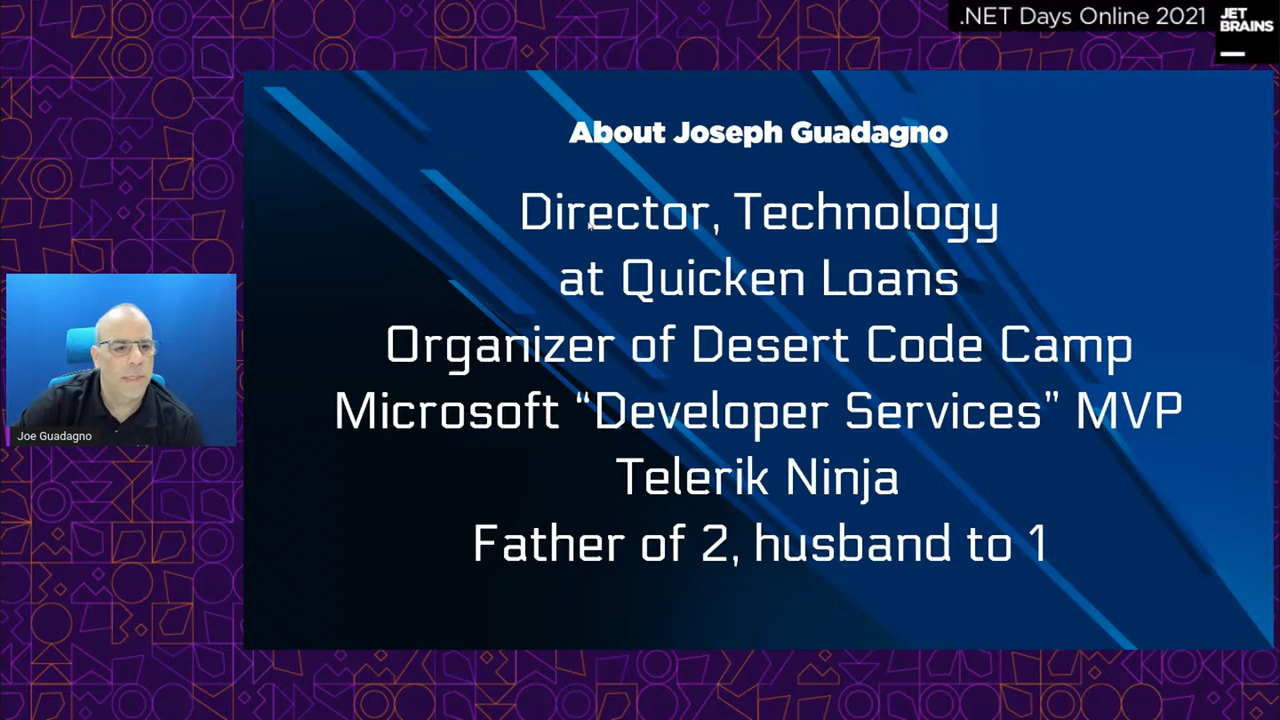 .NET Days Online 2021
JET
BRAINS
About Joseph Guadagno
Director, Technology
at Quicken Loans
Organizer of Desert Code Camp
Microsoft “Developer Services” MVP
Telerik Ninja
Father of 2, husband to 1
Joe Guadagno